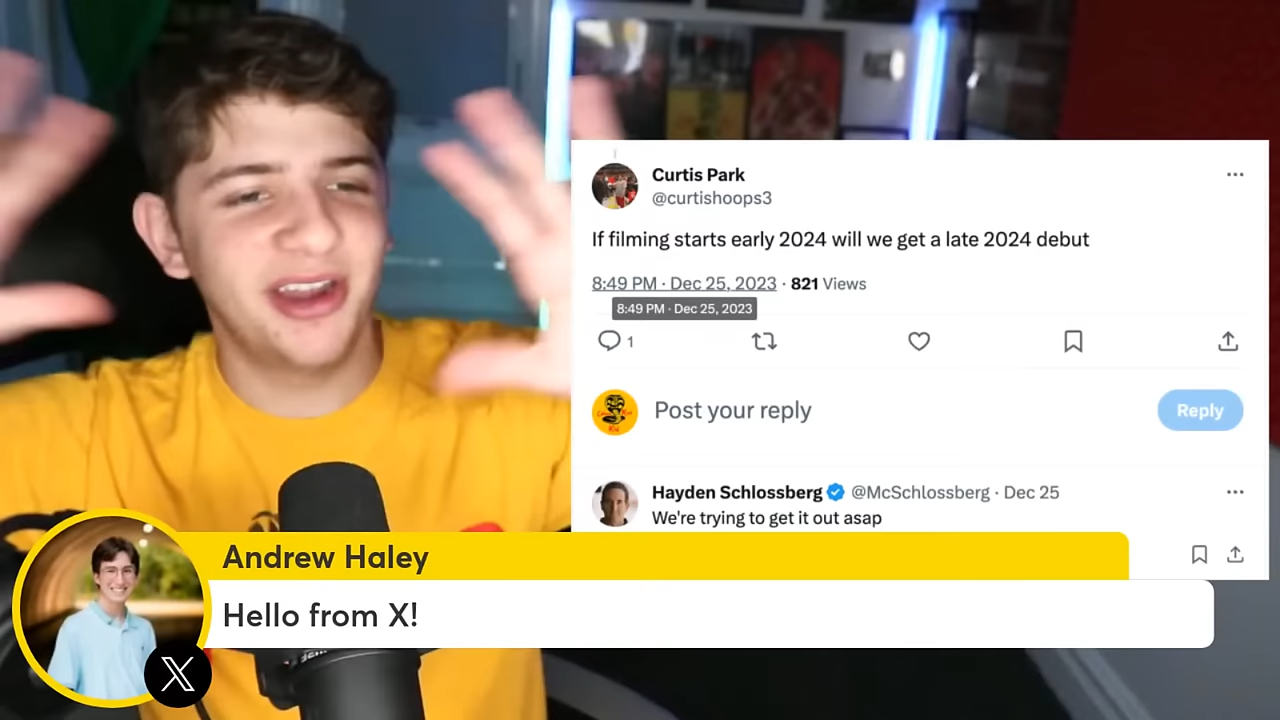 Curtis Park
@curtishoops3
If filming starts early 2024 will we get a late 2024 debut
8:49 PM · Dec 25, 2023 · 821 Views
8:49 PM · Dec 25, 2023
1
Post your reply
Reply
Hayden Schlossberg @McSchlossberg · Dec 25
We're trying to get it out asap
Andrew Haley
Hello from X!